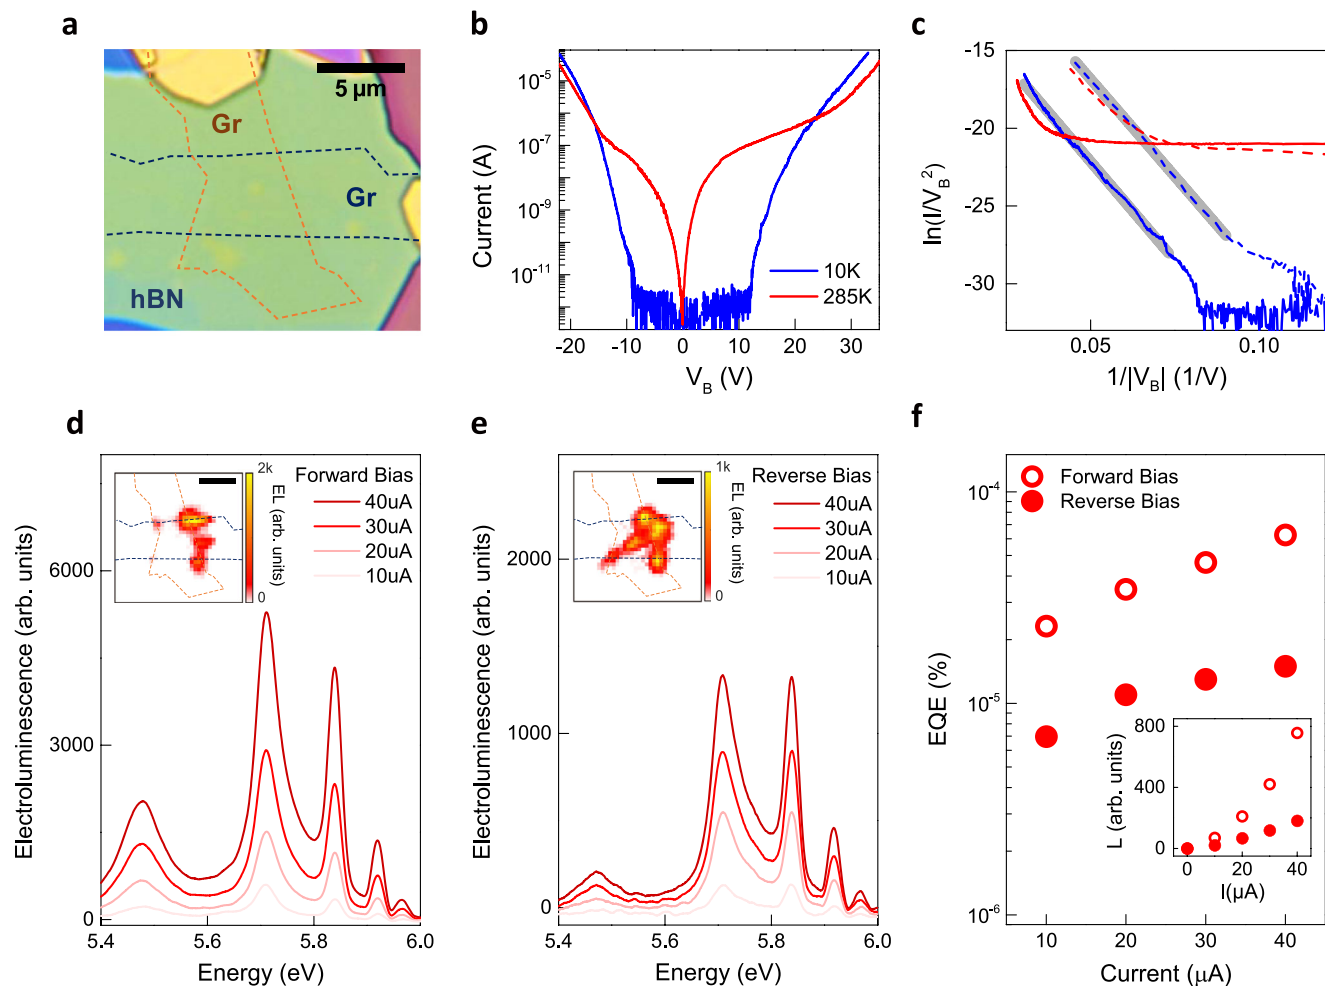 a
5 µm
Gr
Gr
hBN
b
Current (A)
10⁻⁵
10⁻⁷
10⁻⁹
10⁻¹¹
-20 -10 0 10 20 30
V_B (V)
10K
285K
c
ln(I/V_B²)
-15
-20
-25
-30
0.05 0.10
1/|V_B| (1/V)
d
Electroluminescence (arb. units)
6000
3000
0
5.4 5.6 5.8 6.0
Energy (eV)
2k
0
EL (arb. units)
Forward Bias
40uA
30uA
20uA
10uA
e
Electroluminescence (arb. units)
2000
1000
0
5.4 5.6 5.8 6.0
Energy (eV)
1k
0
EL (arb. units)
Reverse Bias
40uA
30uA
20uA
10uA
f
EQE (%)
10⁻⁴
10⁻⁵
10⁻⁶
10 20 30 40
Current (µA)
Forward Bias
Reverse Bias
L (arb. units)
800
400
0
0 20 40
I(µA)